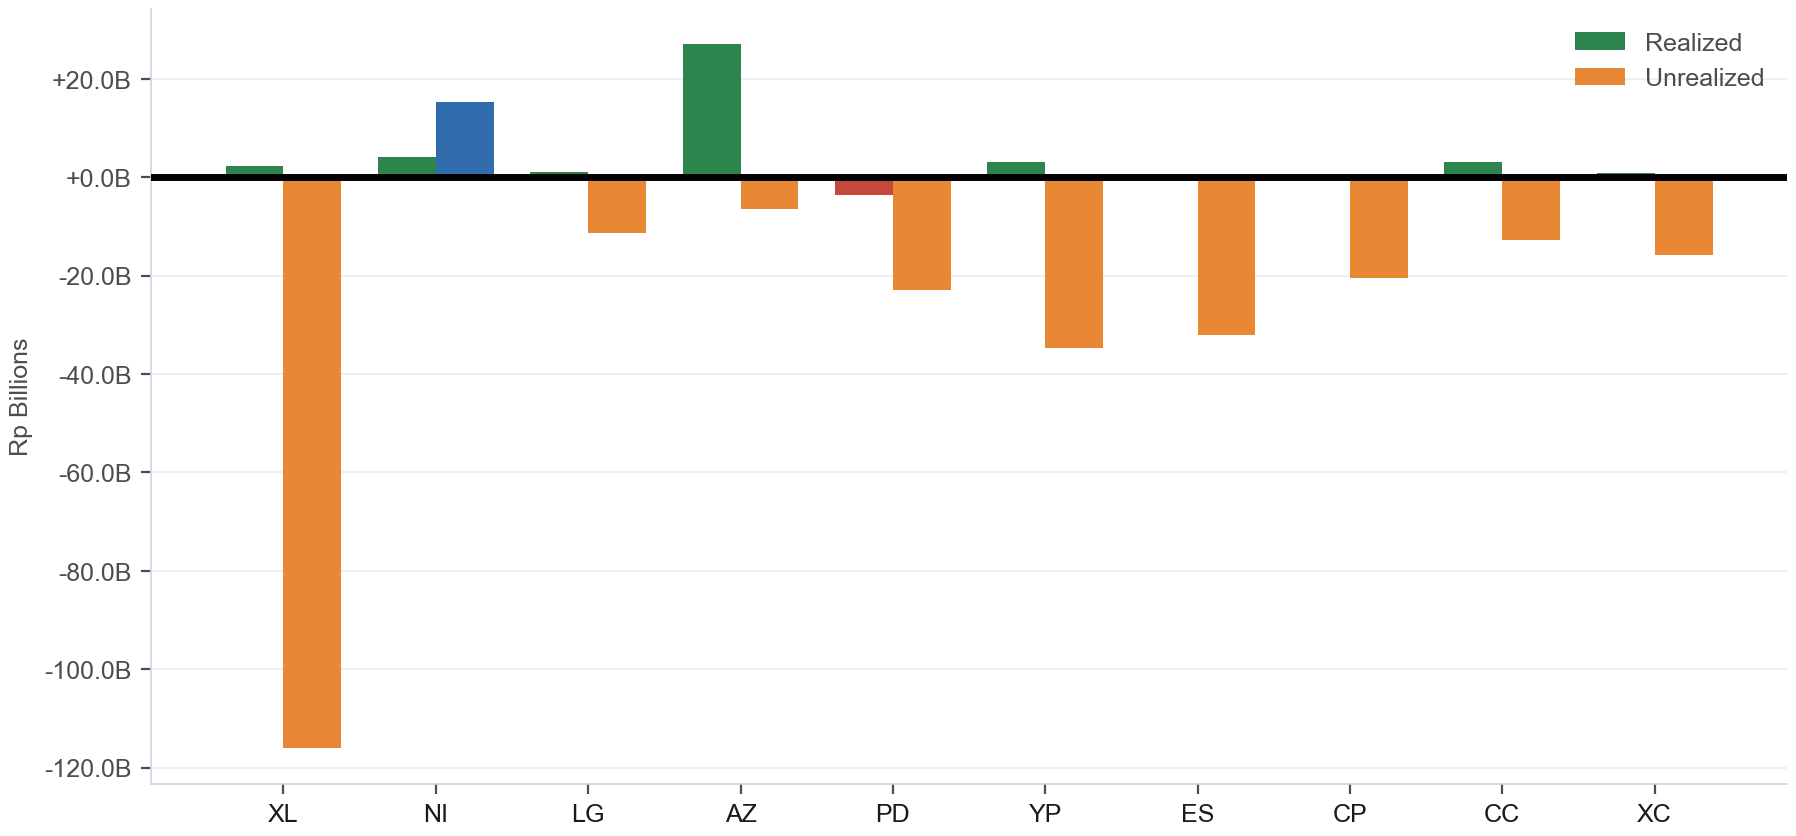 Realized
Unrealized
+20.0B
+0.0B
-20.0B
-40.0B
-60.0B
-80.0B
-100.0B
-120.0B
Rp Billions
XL NI LG AZ PD YP ES CP CC XC